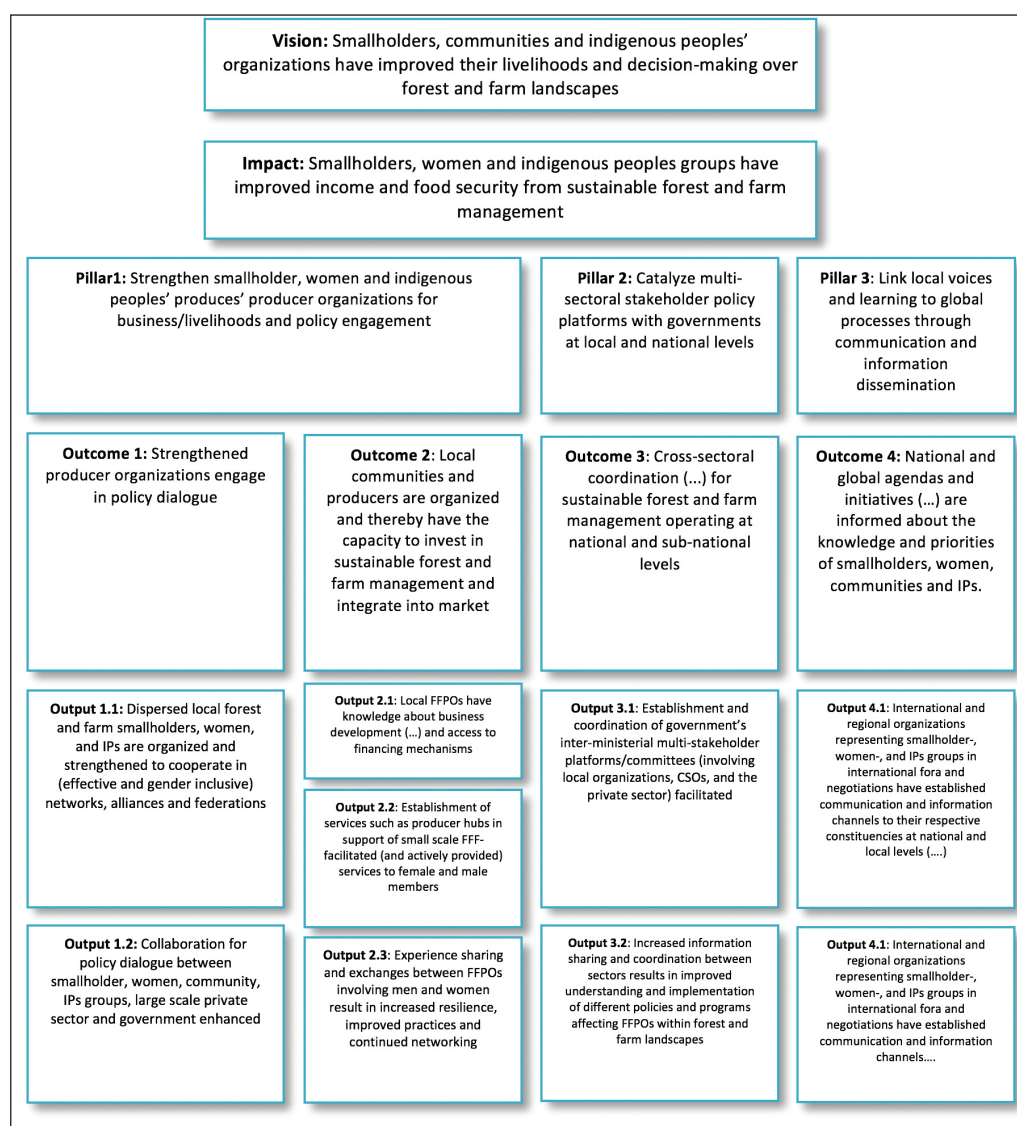 Vision: Smallholders, communities and indigenous peoples'
organizations have improved their livelihoods and decision-making over
forest and farm landscapes
Impact: Smallholders, women and indigenous peoples groups have
improved income and food security from sustainable forest and farm
management
Pillar1: Strengthen smallholder, women and indigenous
peoples' produces' producer organizations for
business/livelihoods and policy engagement
Pillar 2: Catalyze multi-
sectoral stakeholder policy
platforms with governments
at local and national levels
Pillar 3: Link local voices
and learning to global
processes through
communication and
information
dissemination
Outcome 1: Strengthened
producer organizations engage
in policy dialogue
Outcome 2: Local
communities and
producers are organized
and thereby have the
capacity to invest in
sustainable forest and
farm management and
integrate into market
Outcome 3: Cross-sectoral
coordination (...) for
sustainable forest and farm
management operating at
national and sub-national
levels
Outcome 4: National and
global agendas and
initiatives (...) are
informed about the
knowledge and priorities
of smallholders, women,
communities and IPs.
Output 1.1: Dispersed local forest
and farm smallholders, women,
and IPs are organized and
strengthened to cooperate in
(effective and gender inclusive)
networks, alliances and federations
Output 2.1: Local FFPOs have
knowledge about business
development (...) and access to
financing mechanisms
Output 2.2: Establishment of
services such as producer hubs in
support of small scale FFF-
facilitated (and actively provided)
services to female and male
members
Output 3.1: Establishment and
coordination of government's
inter-ministerial multi-stakeholder
platforms/committees (involving
local organizations, CSOs, and the
private sector) facilitated
Output 4.1: International and
regional organizations
representing smallholder-,
women-, and IPs groups in
international fora and
negotiations have established
communication and information
channels to their respective
constituencies at national and
local levels (....)
Output 1.2: Collaboration for
policy dialogue between
smallholder, women, community,
IPs groups, large scale private
sector and government enhanced
Output 2.3: Experience sharing
and exchanges between FFPOs
involving men and women
result in increased resilience,
improved practices and
continued networking
Output 3.2: Increased information
sharing and coordination between
sectors results in improved
understanding and implementation
of different policies and programs
affecting FFPOs within forest and
farm landscapes
Output 4.1: International and
regional organizations
representing smallholder-,
women-, and IPs groups in
international fora and
negotiations have established
communication and information
channels....